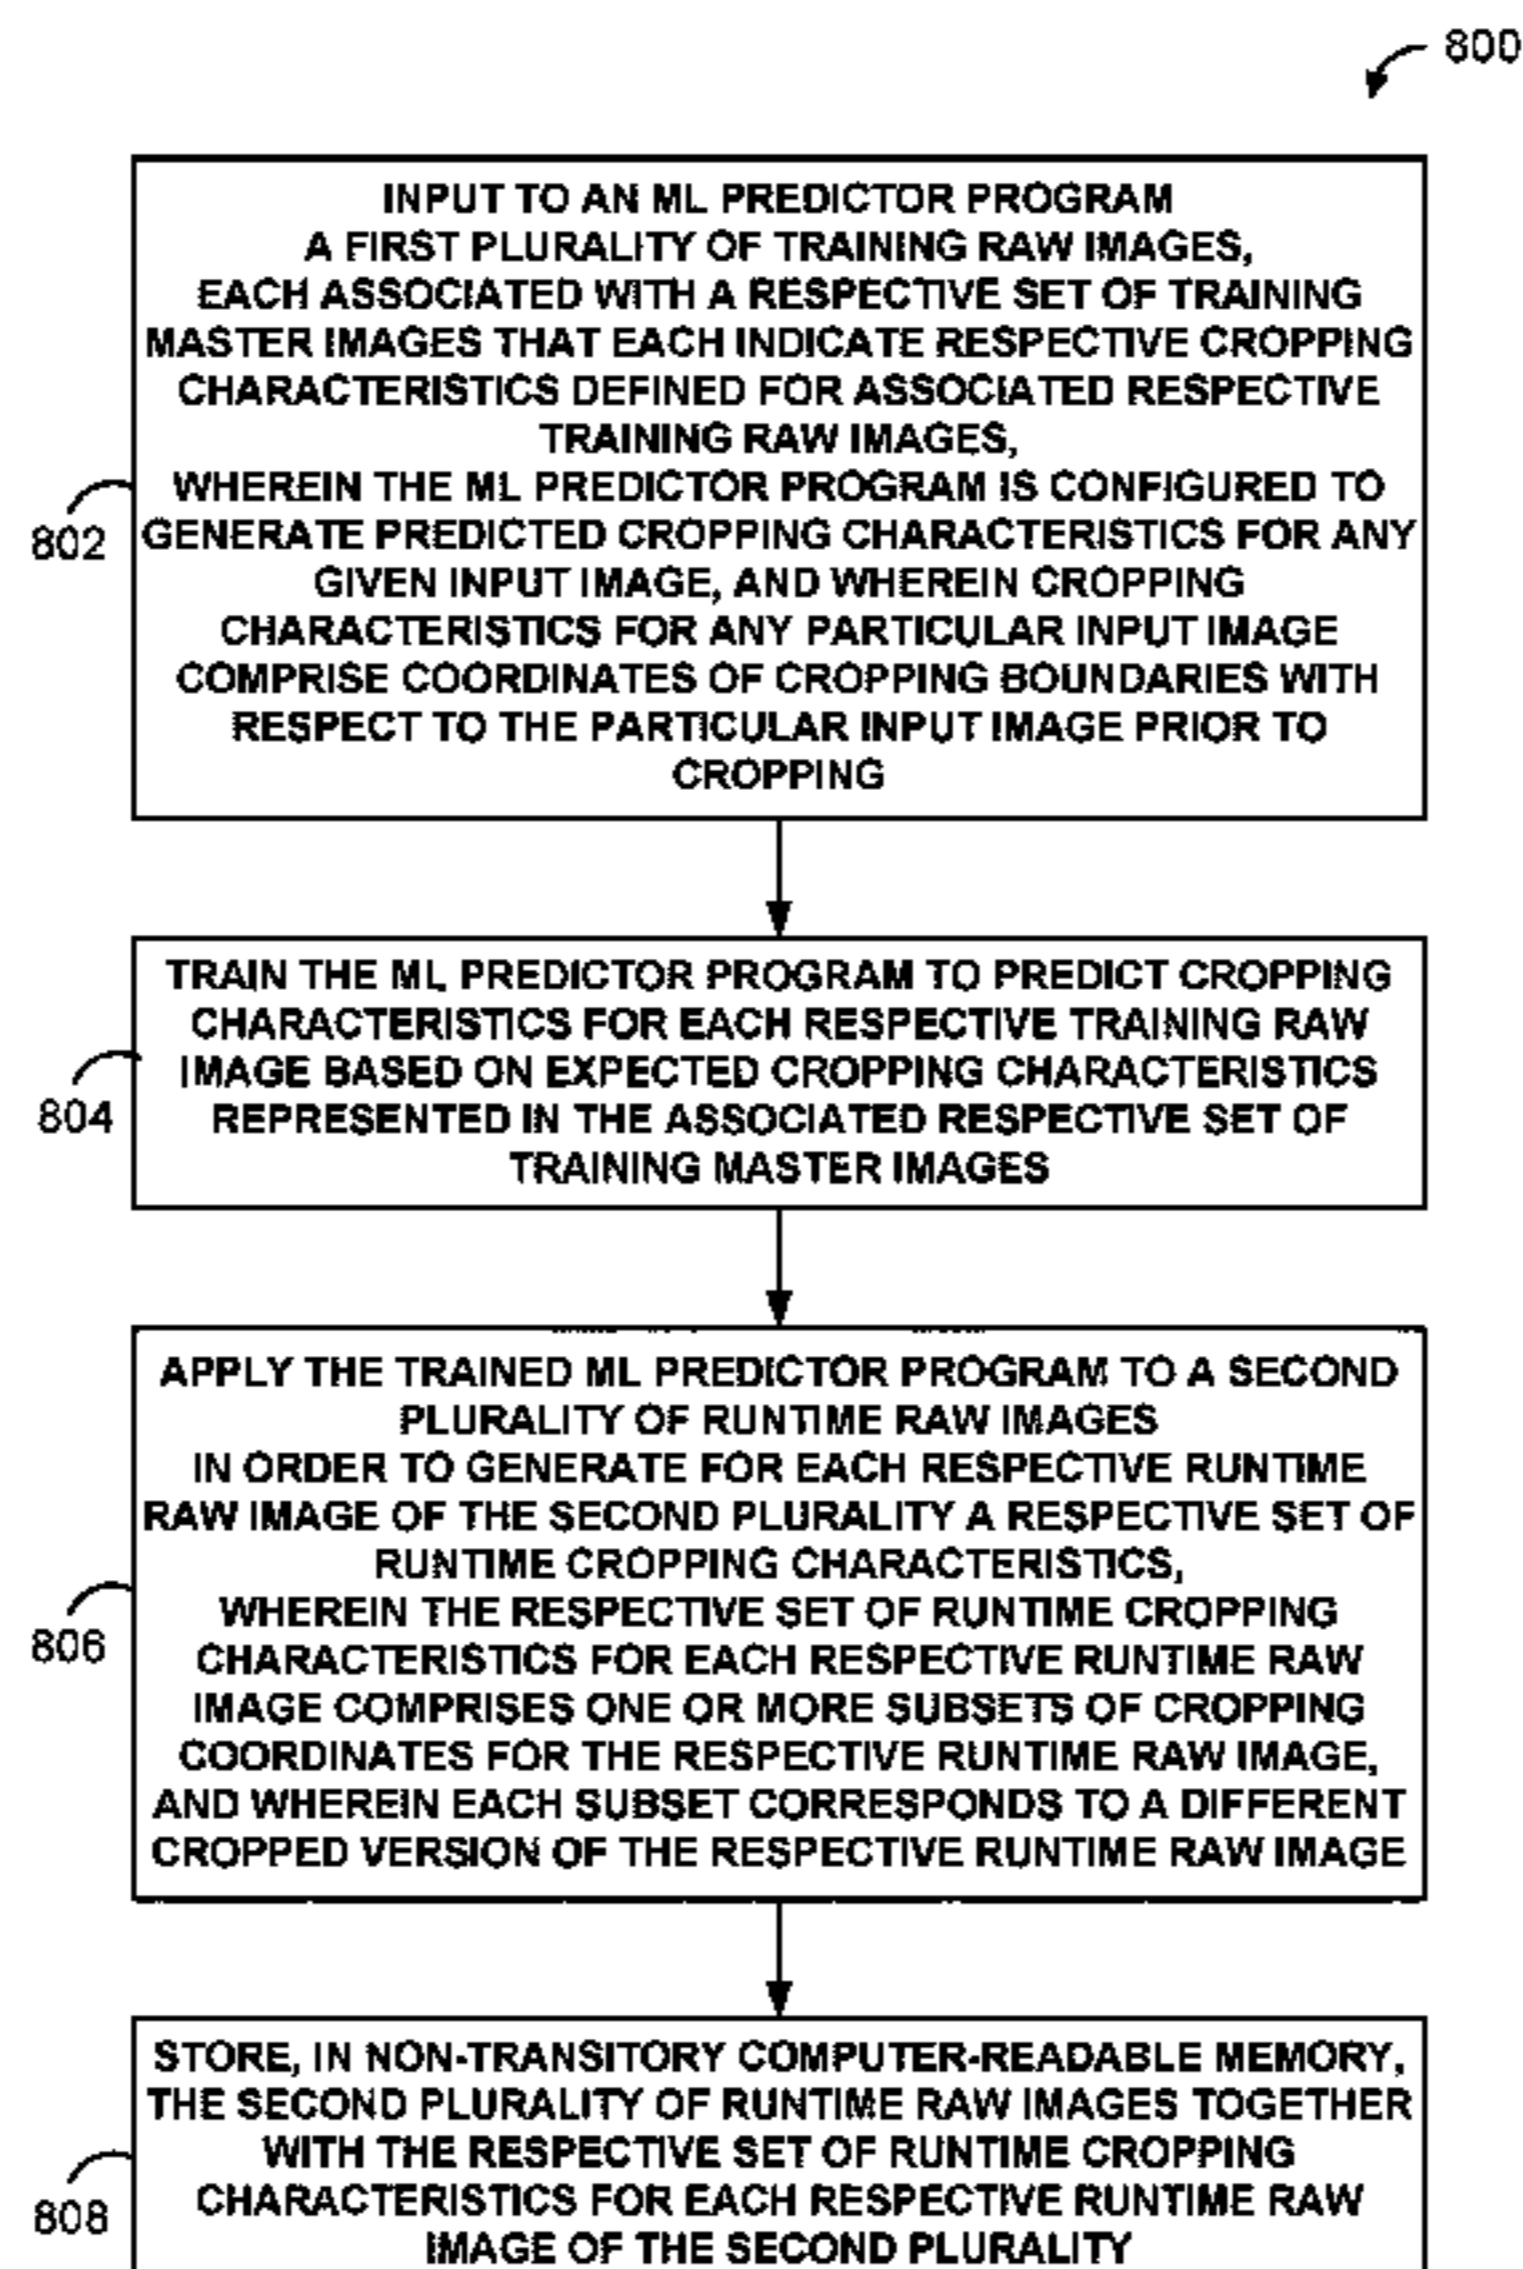 800
INPUT TO AN ML PREDICTOR PROGRAM
A FIRST PLURALITY OF TRAINING RAW IMAGES,
EACH ASSOCIATED WITH A RESPECTIVE SET OF TRAINING
MASTER IMAGES THAT EACH INDICATE RESPECTIVE CROPPING
CHARACTERISTICS DEFINED FOR ASSOCIATED RESPECTIVE
TRAINING RAW IMAGES,
WHEREIN THE ML PREDICTOR PROGRAM IS CONFIGURED TO
GENERATE PREDICTED CROPPING CHARACTERISTICS FOR ANY
GIVEN INPUT IMAGE, AND WHEREIN CROPPING
CHARACTERISTICS FOR ANY PARTICULAR INPUT IMAGE
COMPRISE COORDINATES OF CROPPING BOUNDARIES WITH
RESPECT TO THE PARTICULAR INPUT IMAGE PRIOR TO
CROPPING
802
TRAIN THE ML PREDICTOR PROGRAM TO PREDICT CROPPING
CHARACTERISTICS FOR EACH RESPECTIVE TRAINING RAW
IMAGE BASED ON EXPECTED CROPPING CHARACTERISTICS
REPRESENTED IN THE ASSOCIATED RESPECTIVE SET OF
TRAINING MASTER IMAGES
804
APPLY THE TRAINED ML PREDICTOR PROGRAM TO A SECOND
PLURALITY OF RUNTIME RAW IMAGES
IN ORDER TO GENERATE FOR EACH RESPECTIVE RUNTIME
RAW IMAGE OF THE SECOND PLURALITY A RESPECTIVE SET OF
RUNTIME CROPPING CHARACTERISTICS,
WHEREIN THE RESPECTIVE SET OF RUNTIME CROPPING
CHARACTERISTICS FOR EACH RESPECTIVE RUNTIME RAW
IMAGE COMPRISES ONE OR MORE SUBSETS OF CROPPING
COORDINATES FOR THE RESPECTIVE RUNTIME RAW IMAGE,
AND WHEREIN EACH SUBSET CORRESPONDS TO A DIFFERENT
CROPPED VERSION OF THE RESPECTIVE RUNTIME RAW IMAGE
806
STORE, IN NON-TRANSITORY COMPUTER-READABLE MEMORY,
THE SECOND PLURALITY OF RUNTIME RAW IMAGES TOGETHER
WITH THE RESPECTIVE SET OF RUNTIME CROPPING
CHARACTERISTICS FOR EACH RESPECTIVE RUNTIME RAW
IMAGE OF THE SECOND PLURALITY
808